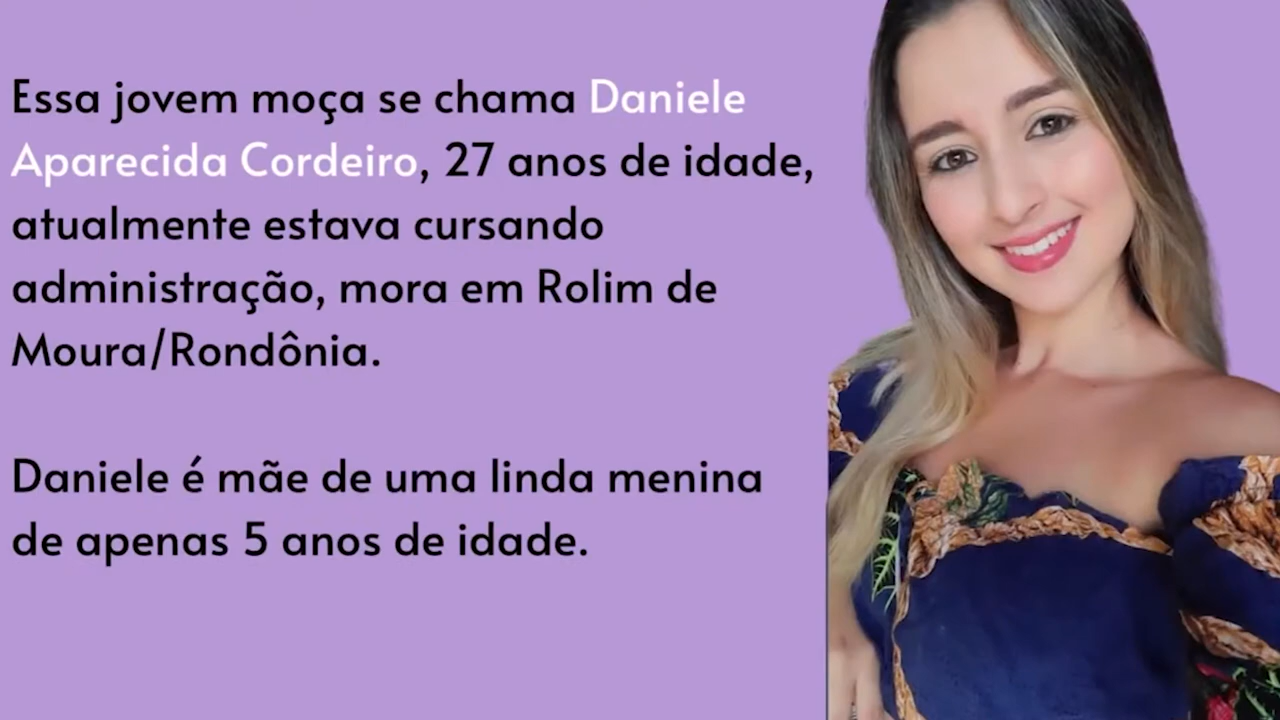 Essa jovem moça se chama Daniele
Aparecida Cordeiro, 27 anos de idade,
atualmente estava cursando
administração, mora em Rolim de
Moura/Rondônia.
Daniele é mãe de uma linda menina
de apenas 5 anos de idade.